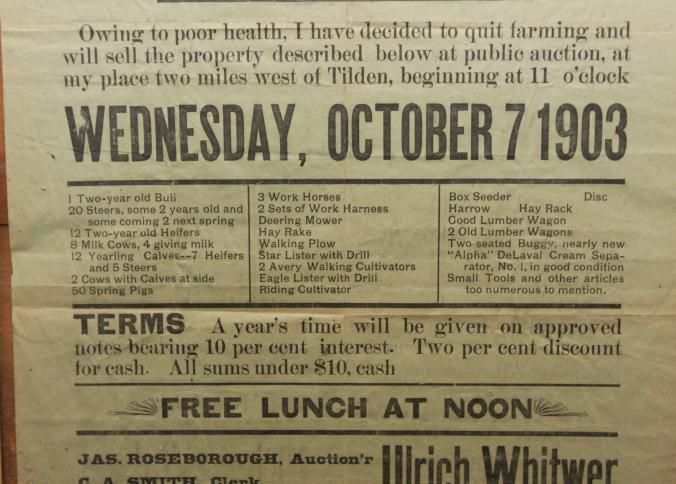 Owing to poor health, I have decided to quit farming and
will sell the property described below at public auction, at
my place two miles west of Tilden, beginning at 11 o'clock
WEDNESDAY, OCTOBER 7 1903
1 Two-year old Bull
20 Steers, some 2 years old and
some coming 2 next spring
12 Two-year old Heifers
8 Milk Cows, 4 giving milk
12 Yearling Calves--7 Heifers
and 5 Steers
2 Cows with Calves at side
50 Spring Pigs
3 Work Horses
2 Sets of Work Harness
Deering Mower
Hay Rake
Walking Plow
Star Lister with Drill
2 Avery Walking Cultivators
Eagle Lister with Drill
Riding Cultivator
Box Seeder Disc
Harrow Hay Rack
Good Lumber Wagon
2 Old Lumber Wagons
Two seated Buggy, nearly new
"Alpha" DeLaval Cream Sepa-
rator, No. 1, in good condition
Small Tools and other articles
too numerous to mention.
TERMS A year's time will be given on approved
notes bearing 10 per cent interest. Two per cent discount
for cash. All sums under $10, cash
FREE LUNCH AT NOON
JAS. ROSEBOROUGH, Auction'r
C. A. SMITH, Clerk
Ulrich Whitwer